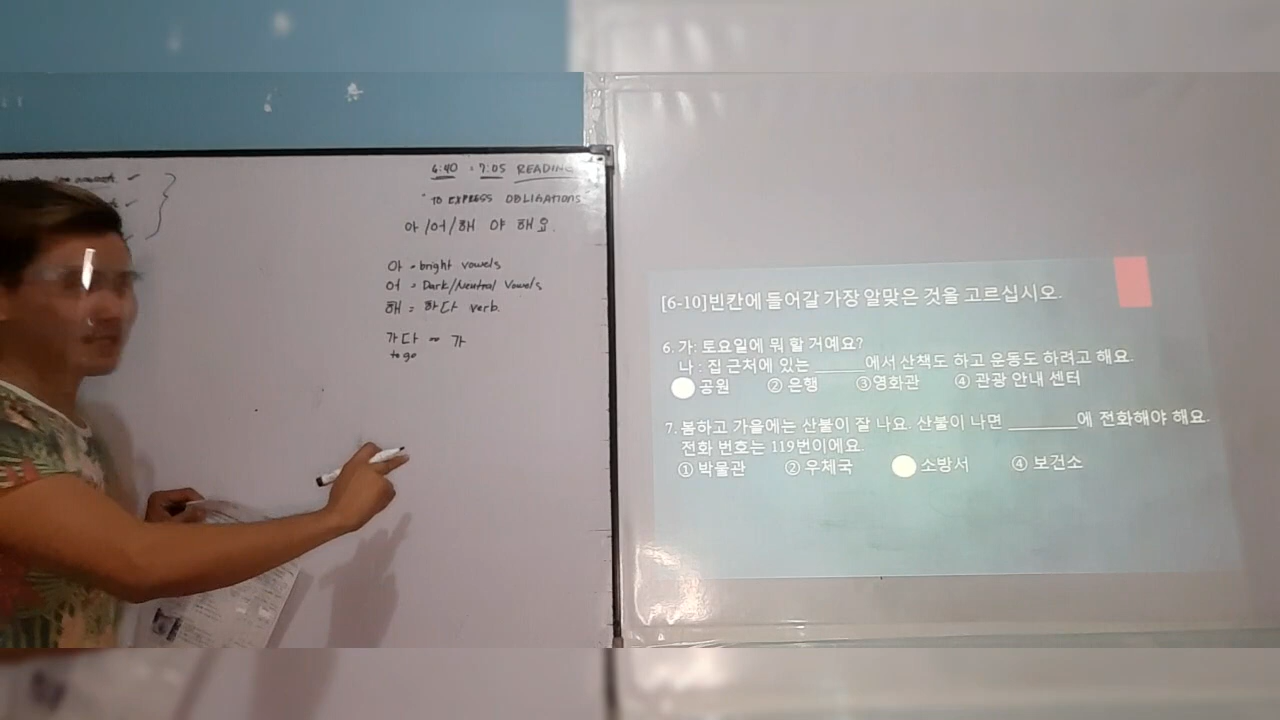 6:40 - 7:05 READING
"TO EXPRESS OBLIGATIONS"
아/어/해 야 해요.
아 - bright vowels
어 = Dark/Neutral Vowels
해 = 하다 verb.
가다 ~ 가
to go
[6-10]빈칸에 들어갈 가장 알맞은 것을 고르십시오.
6. 가: 토요일에 뭐 할 거예요?
나 : 집 근처에 있는 ______에서 산책도 하고 운동도 하려고 해요.
공원 ② 은행 ③영화관 ④ 관광 안내 센터
7. 봄하고 가을에는 산불이 잘 나요. 산불이 나면 ________에 전화해야 해요.
전화 번호는 119번이에요.
① 박물관 ② 우체국 소방서 ④ 보건소